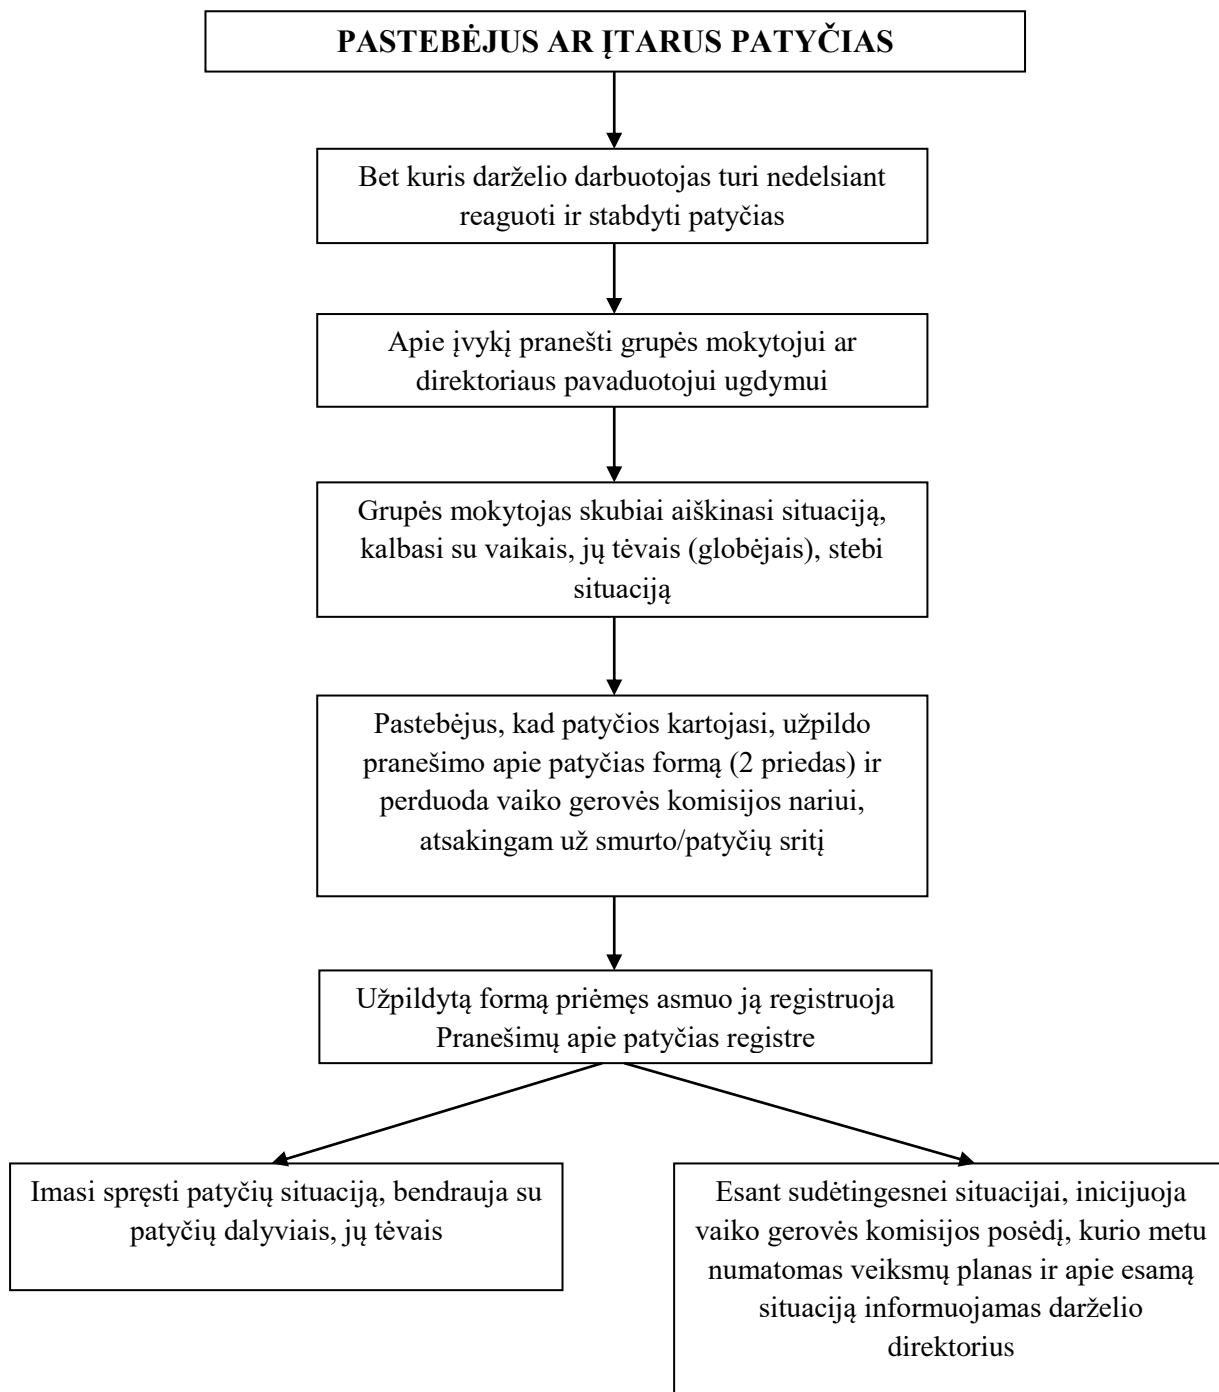 PASTEBĖJUS AR ĮTARUS PATYČIAS
Bet kuris darželio darbuotojas turi nedelsiant
reaguoti ir stabdyti patyčias
Apie įvykį pranešti grupės mokytojui ar
direktoriaus pavaduotojui ugdymui
Grupės mokytojas skubiai aiškinasi situaciją,
kalbasi su vaikais, jų tėvais (globėjais), stebi
situaciją
Pastebėjus, kad patyčios kartojasi, užpildo
pranešimo apie patyčias formą (2 priedas) ir
perduoda vaiko gerovės komisijos nariui,
atsakingam už smurto/patyčių sritį
Užpildytą formą priėmęs asmuo ją registruoja
Pranešimų apie patyčias registre
Imasi spręsti patyčių situaciją, bendrauja su
patyčių dalyviais, jų tėvais
Esant sudėtingesnei situacijai, inicijuoja
vaiko gerovės komisijos posėdį, kurio metu
numatomas veiksmų planas ir apie esamą
situaciją informuojamas darželio
direktorius